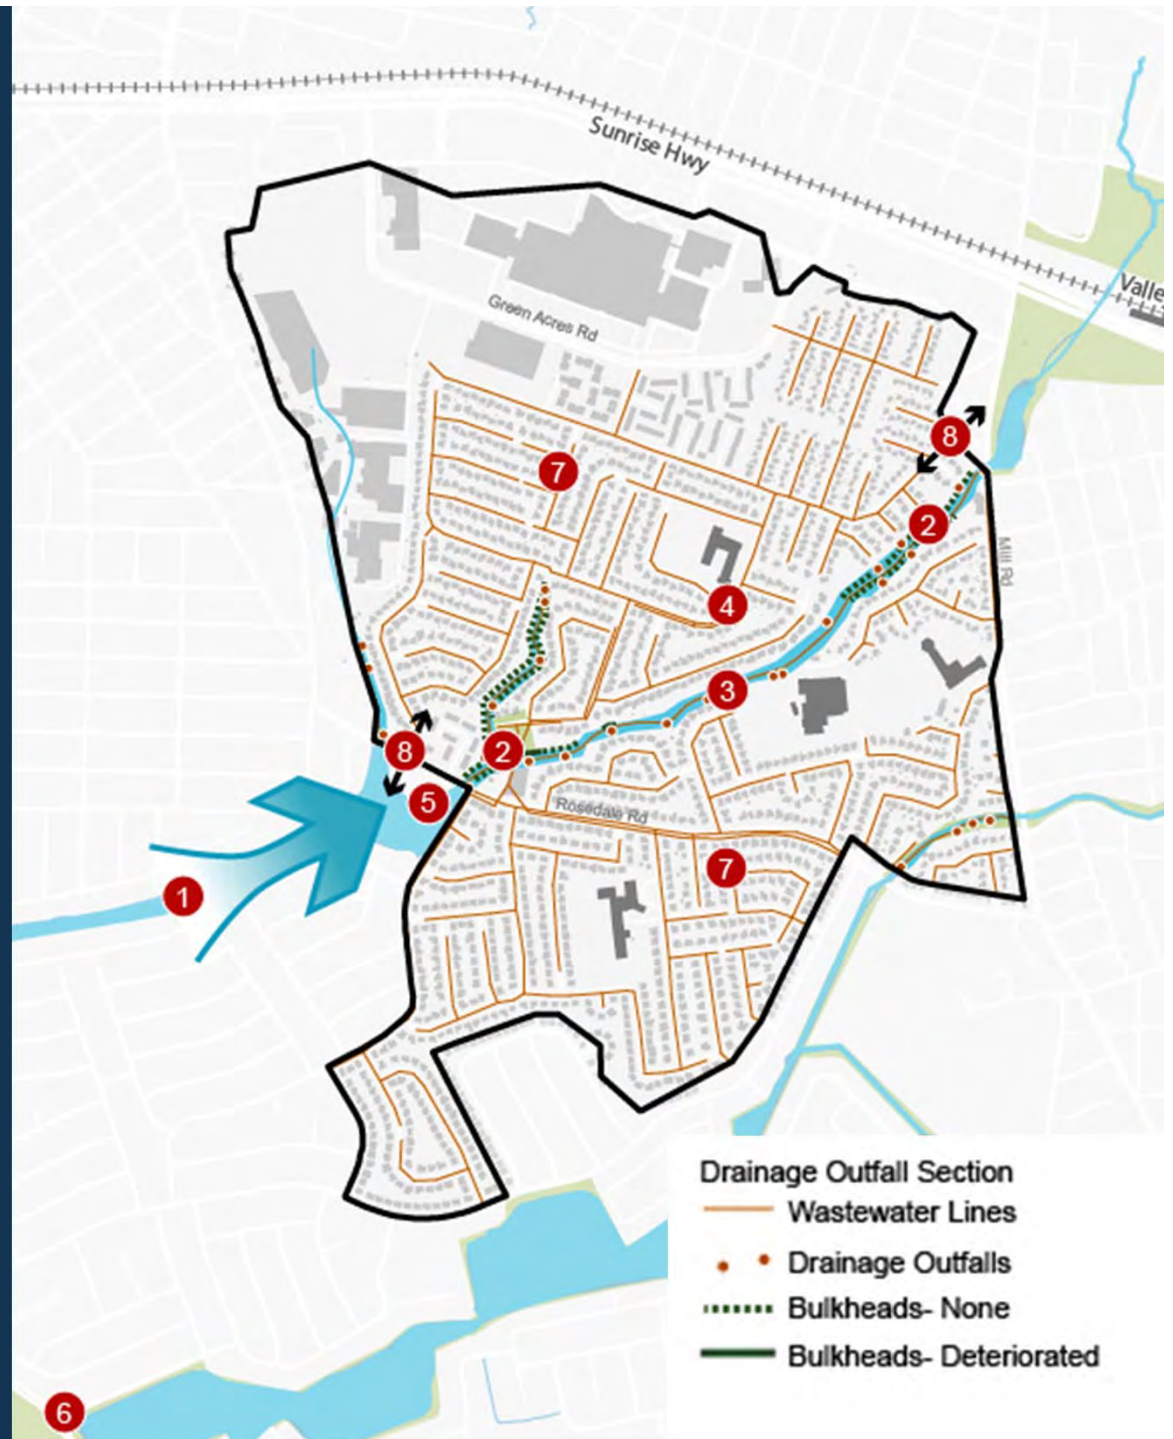 Sunrise Hwy
Valle
Green Acres Rd
8
7
2
Mill Rd
4
3
8
2
5
Rosedale Rd
7
1
Drainage Outfall Section
Wastewater Lines
Drainage Outfalls
Bulkheads- None
Bulkheads- Deteriorated
6